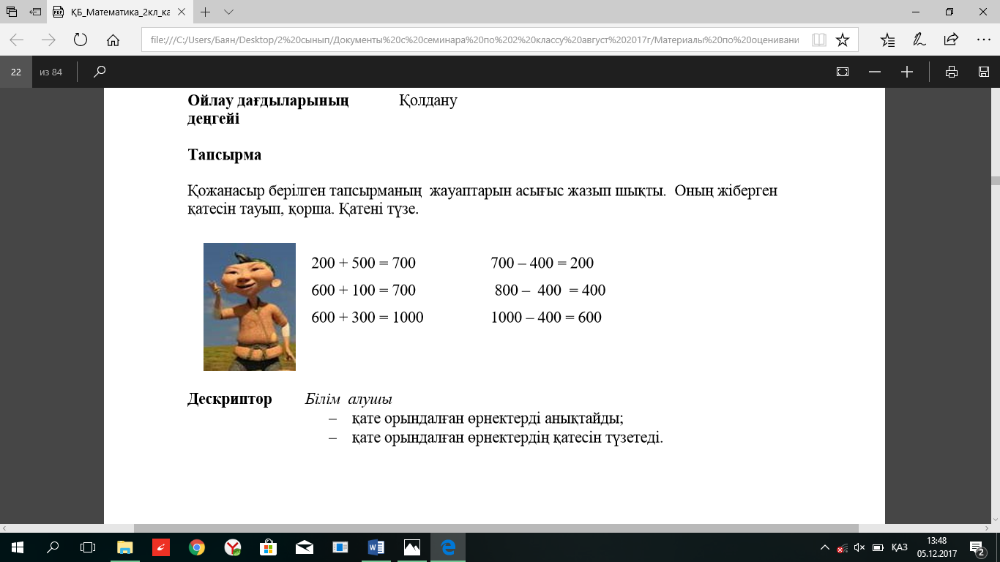 ҚБ_Математика_2кл_ка
file:///C:/Users/Баян/Desktop/2%20сынып/Документы%20с%20семинара%20по%202%20классу%20август%202017г/Материалы%20по%20оценивани
22 из 84
Ойлау дағдыларының Қолдану
деңгейі
Тапсырма
Қожанасыр берілген тапсырманың жауаптарын асығыс жазып шықты. Оның жіберген
қатесін тауып, қорша. Қатені түзе.
200 + 500 = 700 700 – 400 = 200
600 + 100 = 700 800 – 400 = 400
600 + 300 = 1000 1000 – 400 = 600
Дескриптор Білім алушы
– қате орындалған өрнектерді анықтайды;
– қате орындалған өрнектердің қатесін түзетеді.
ҚАЗ
13:48
05.12.2017
2